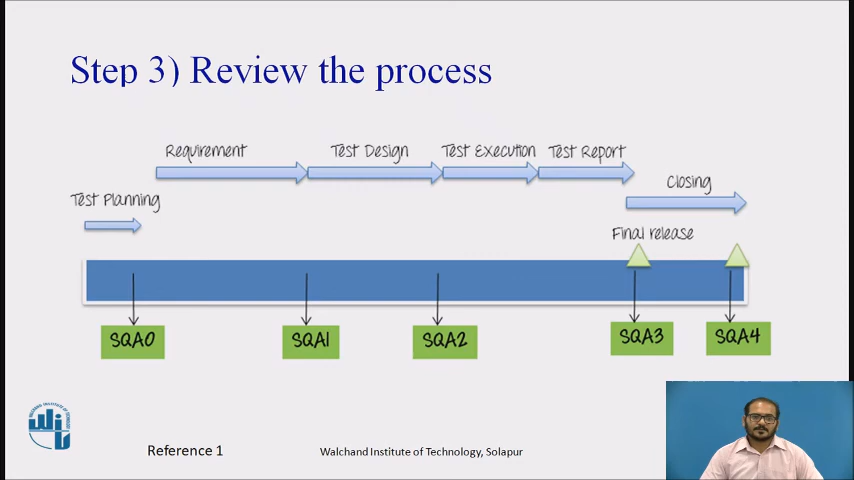 Step 3) Review the process
Requirement
Test Design
Test Execution
Test Report
Closing
Test Planning
Final release
SQA0
SQA1
SQA2
SQA3
SQA4
Reference 1
Walchand Institute of Technology, Solapur